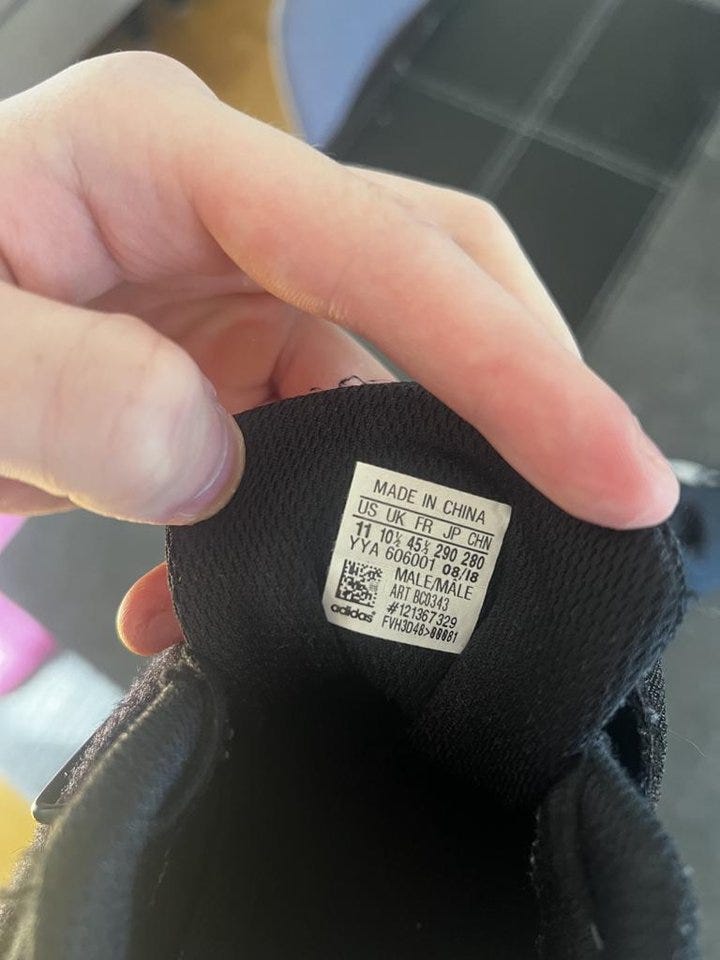 MADE IN CHINA
US UK FR JP CHN
11 10½ 45⅓ 290 280
YYA 606001 08/18
MALE/MALE
ART BC0343
#121367329
adidas FVH3D48>00081